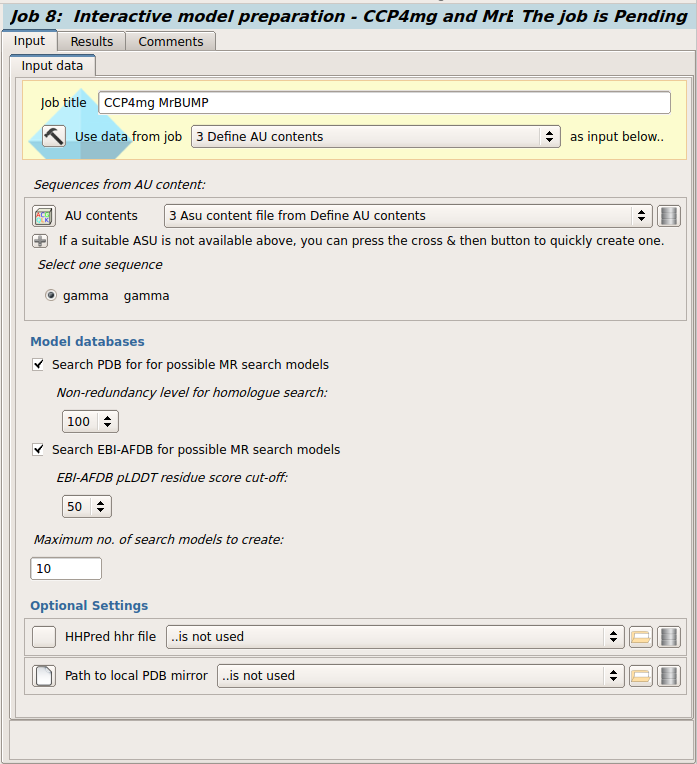 Job 8: Interactive model preparation - CCP4mg and MrB The job is Pending
Input Results Comments
Input data
Job title CCP4mg MrBUMP
Use data from job 3 Define AU contents as input below..
Sequences from AU content:
AU contents 3 Asu content file from Define AU contents
If a suitable ASU is not available above, you can press the cross & then button to quickly create one.
Select one sequence
gamma gamma
Model databases
Search PDB for for possible MR search models
Non-redundancy level for homologue search:
100
Search EBI-AFDB for possible MR search models
EBI-AFDB pLDDT residue score cut-off:
50
Maximum no. of search models to create:
10
Optional Settings
HHPred hhr file ..is not used
Path to local PDB mirror ..is not used